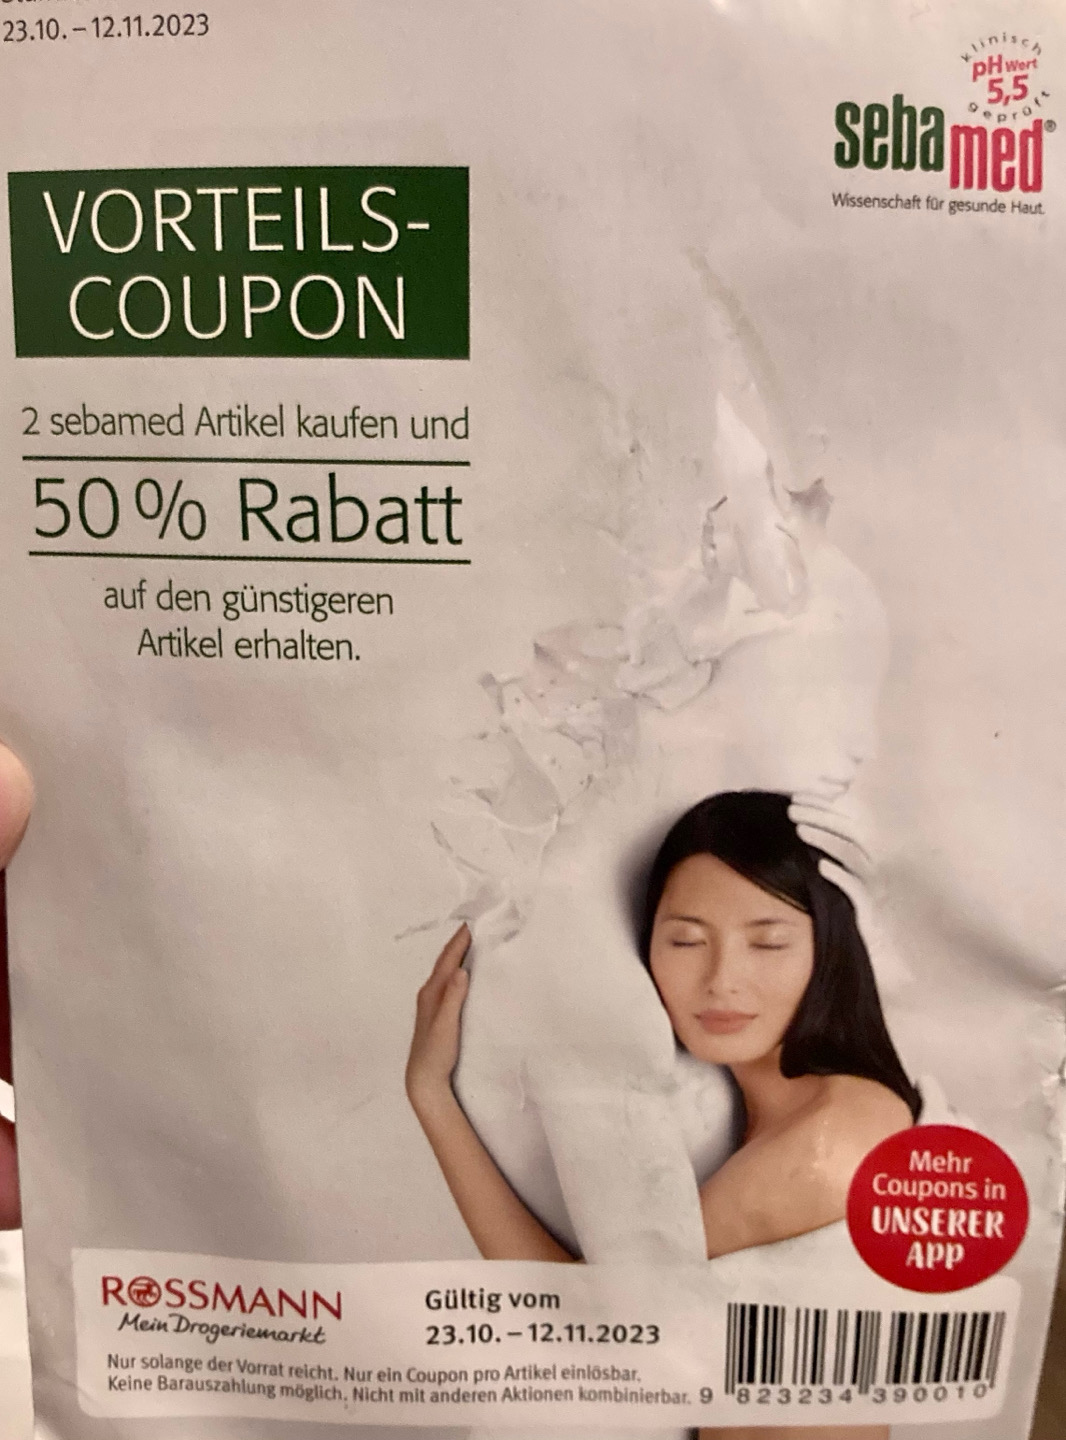 23.10. – 12.11.2023
klinisch
pH Wert
5,5
geprüft
sebamed®
Wissenschaft für gesunde Haut.
VORTEILS-
COUPON
2 sebamed Artikel kaufen und
50 % Rabatt
auf den günstigeren
Artikel erhalten.
Mehr
Coupons in
UNSERER
APP
ROSSMANN
Mein Drogeriemarkt
Gültig vom
23.10. – 12.11.2023
Nur solange der Vorrat reicht. Nur ein Coupon pro Artikel einlösbar.
Keine Barauszahlung möglich. Nicht mit anderen Aktionen kombinierbar.
9 823234 390010